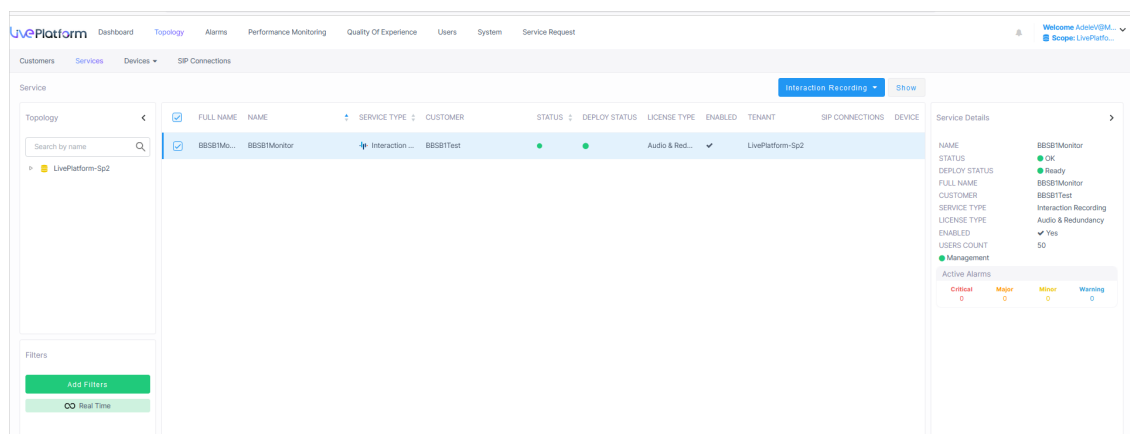 LivePlatform Dashboard Topology Alarms Performance Monitoring Quality Of Experience Users System Service Request Welcome AdeleV@M...
Scope: LivePlatfo...
Customers Services Devices SIP Connections
Service Interaction Recording Show
Topology
Search by name
LivePlatform-Sp2
Filters
Add Filters
Real Time
FULL NAME NAME SERVICE TYPE CUSTOMER STATUS DEPLOY STATUS LICENSE TYPE ENABLED TENANT SIP CONNECTIONS DEVICE
BBSB1Mo... BBSB1Monitor Interaction ... BBSB1Test Audio & Red... LivePlatform-Sp2
Service Details
NAME BBSB1Monitor
STATUS OK
DEPLOY STATUS Ready
FULL NAME BBSB1Monitor
CUSTOMER BBSB1Test
SERVICE TYPE Interaction Recording
LICENSE TYPE Audio & Redundancy
ENABLED Yes
USERS COUNT 50
Management
Active Alarms
Critical Major Minor Warning
0 0 0 0